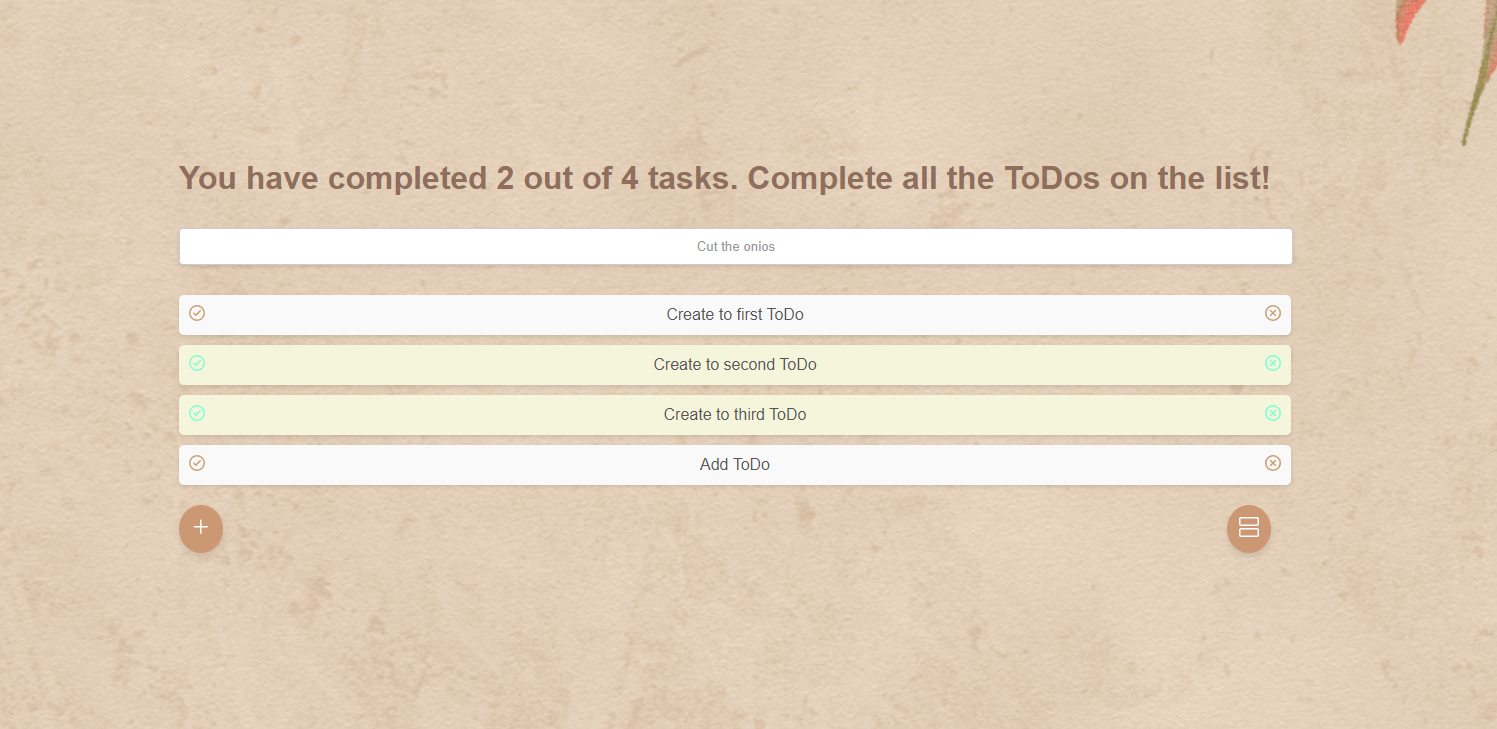 You have completed 2 out of 4 tasks. Complete all the ToDos on the list!
Cut the onios
Create to first ToDo
Create to second ToDo
Create to third ToDo
Add ToDo